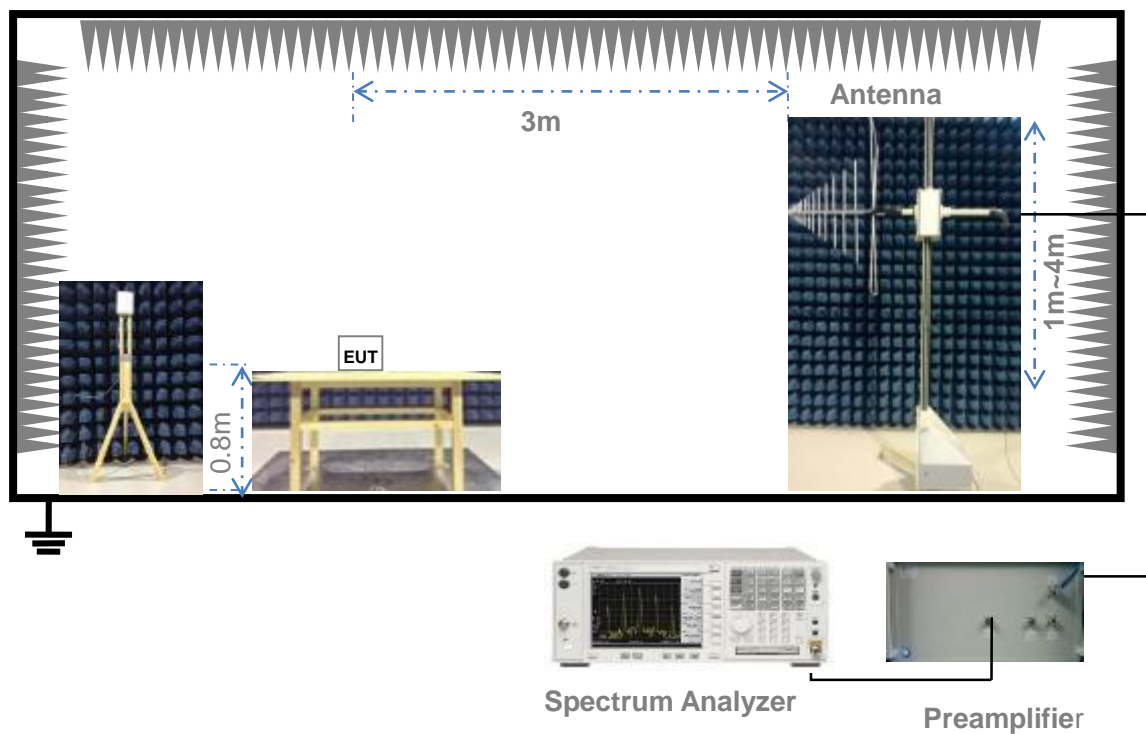 Antenna
3m
1m~4m
EUT
0.8m
Spectrum Analyzer
Preamplifier